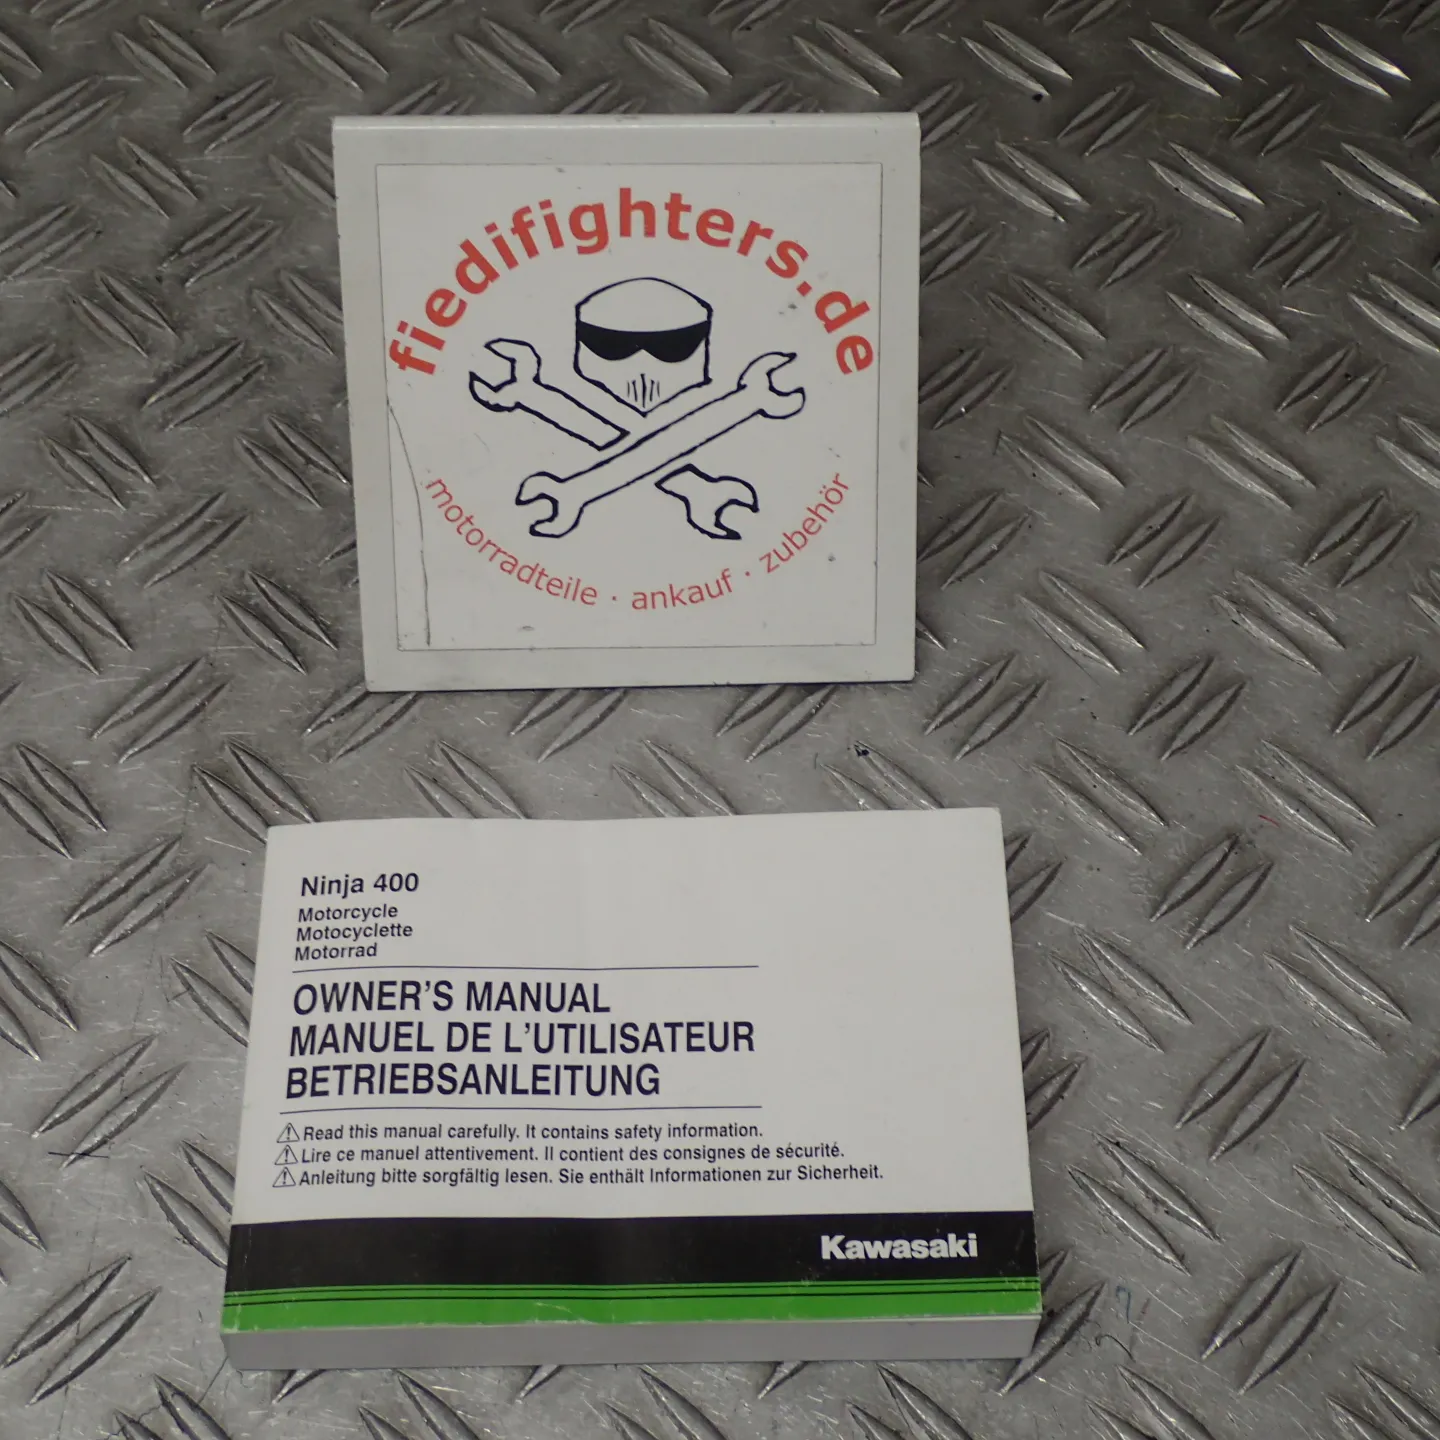 fiedifighters.de
motorradteile · ankauf · zubehör
Ninja 400
Motorcycle
Motocyclette
Motorrad
OWNER'S MANUAL
MANUEL DE L'UTILISATEUR
BETRIEBSANLEITUNG
Read this manual carefully. It contains safety information.
Lire ce manuel attentivement. Il contient des consignes de sécurité.
Anleitung bitte sorgfältig lesen. Sie enthält Informationen zur Sicherheit.
Kawasaki